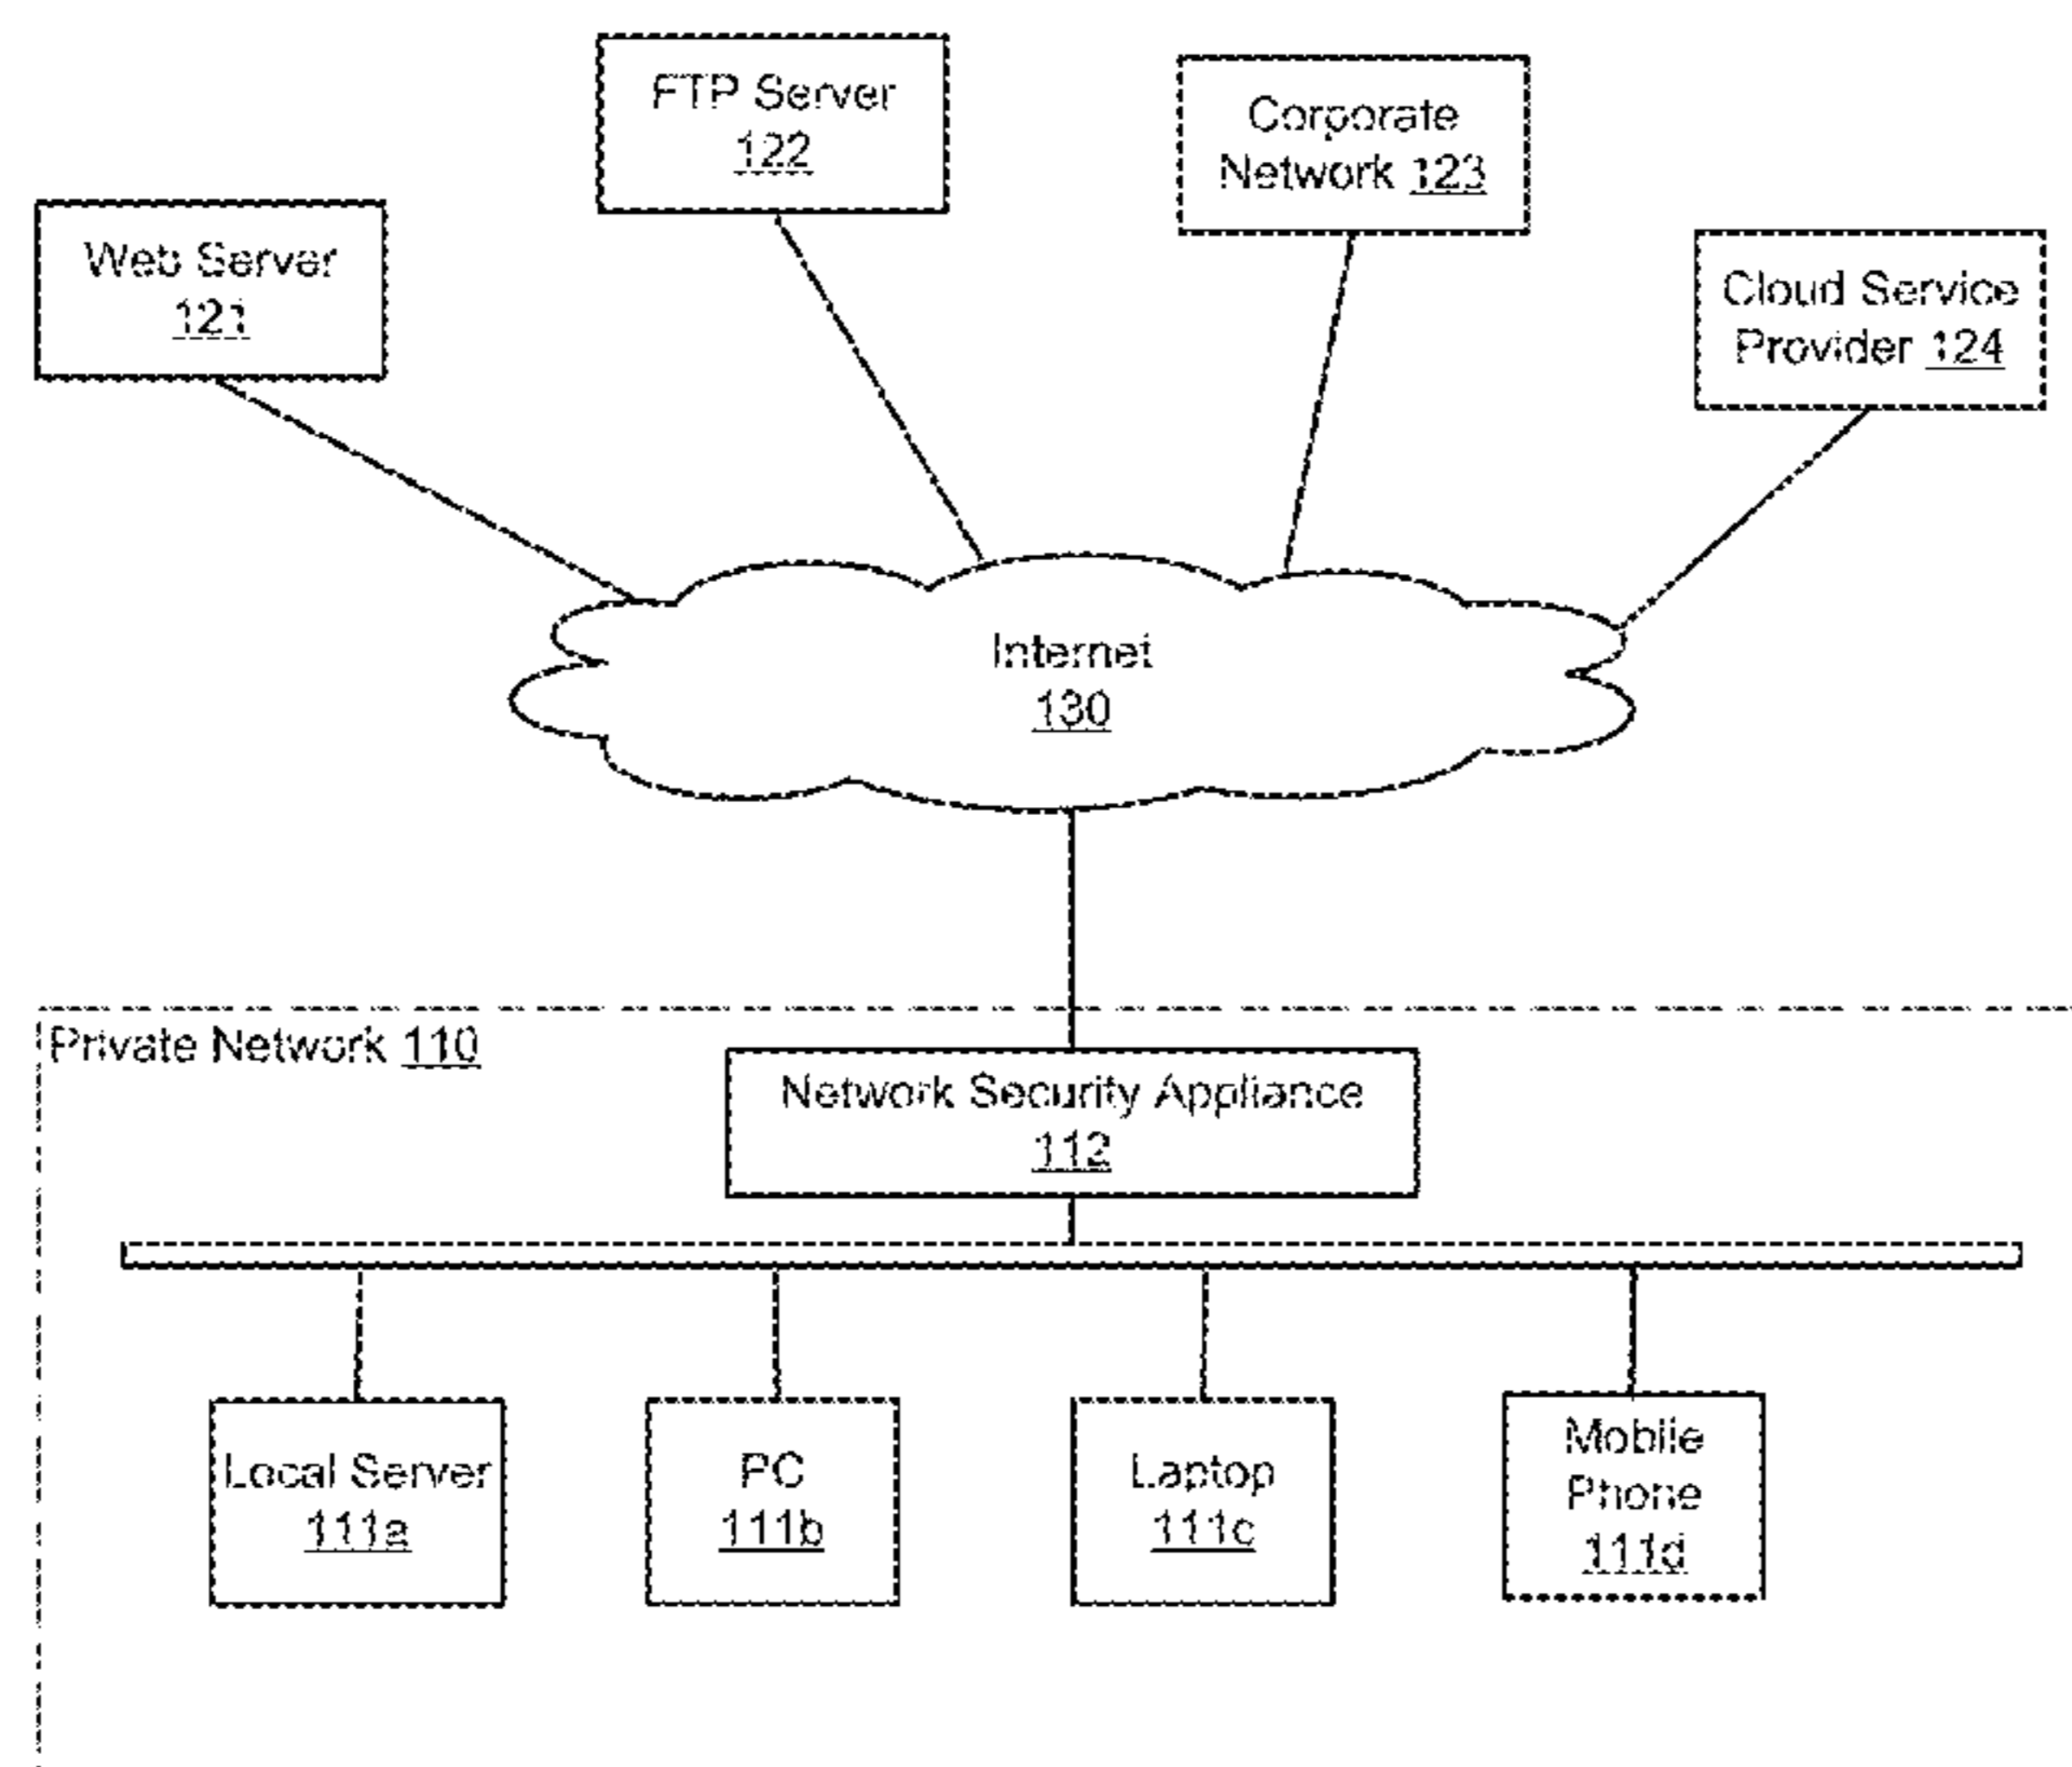 FTP Server
122
Corporate
Network 123
Web Server
121
Cloud Service
Provider 124
Internet
130
Private Network 110
Network Security Appliance
112
Local Server
111a
PC
111b
Laptop
111c
Mobile
Phone
111d